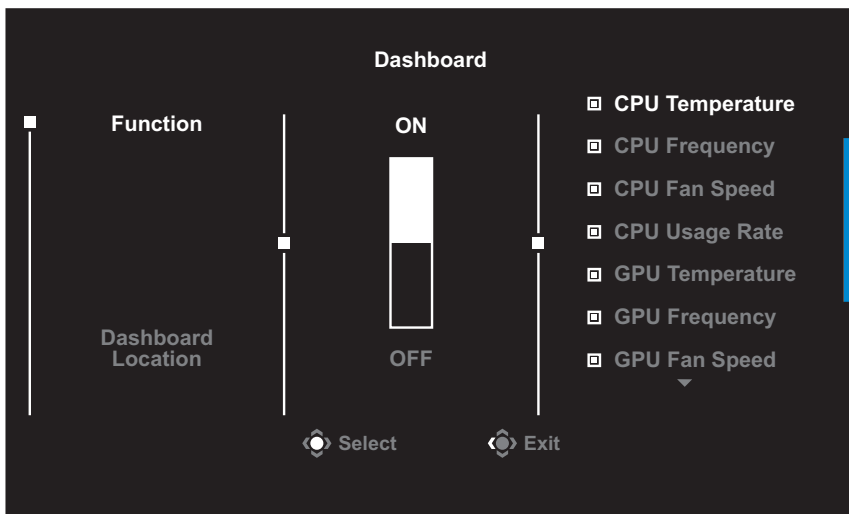 Dashboard
Function
Dashboard
Location
ON
OFF
CPU Temperature
CPU Frequency
CPU Fan Speed
CPU Usage Rate
GPU Temperature
GPU Frequency
GPU Fan Speed
Select
Exit